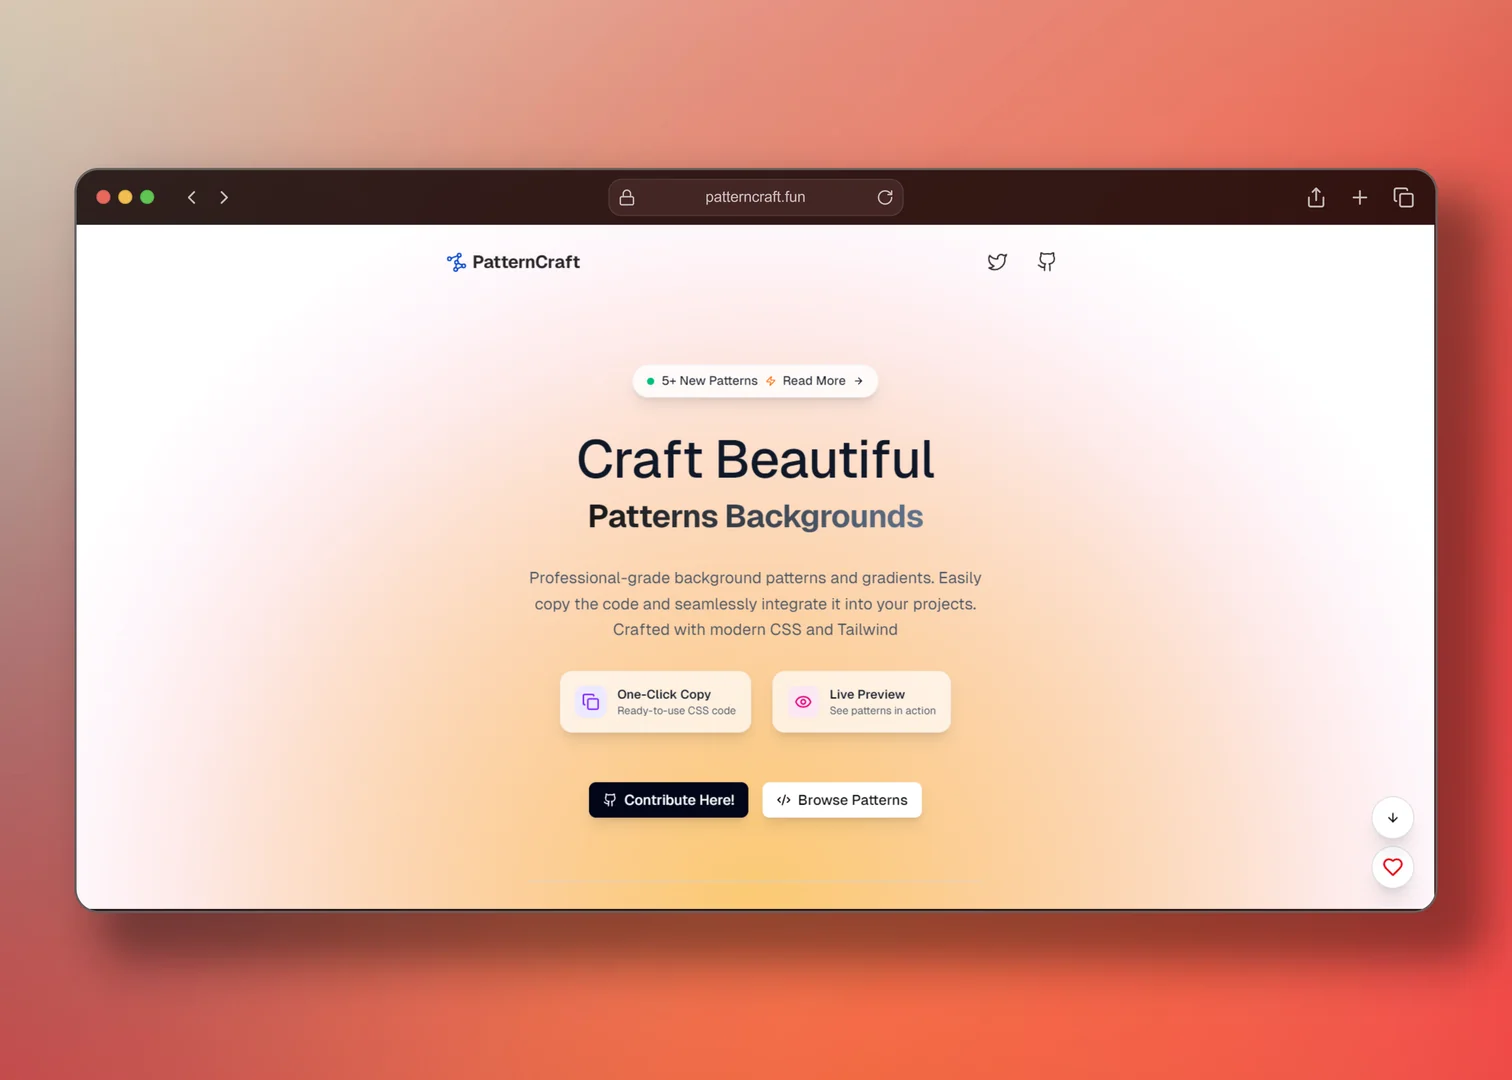 patterncraft.fun
PatternCraft
5+ New Patterns Read More →
Craft Beautiful
Patterns Backgrounds
Professional-grade background patterns and gradients. Easily
copy the code and seamlessly integrate it into your projects.
Crafted with modern CSS and Tailwind
One-Click Copy
Ready-to-use CSS code
Live Preview
See patterns in action
Contribute Here!
Browse Patterns